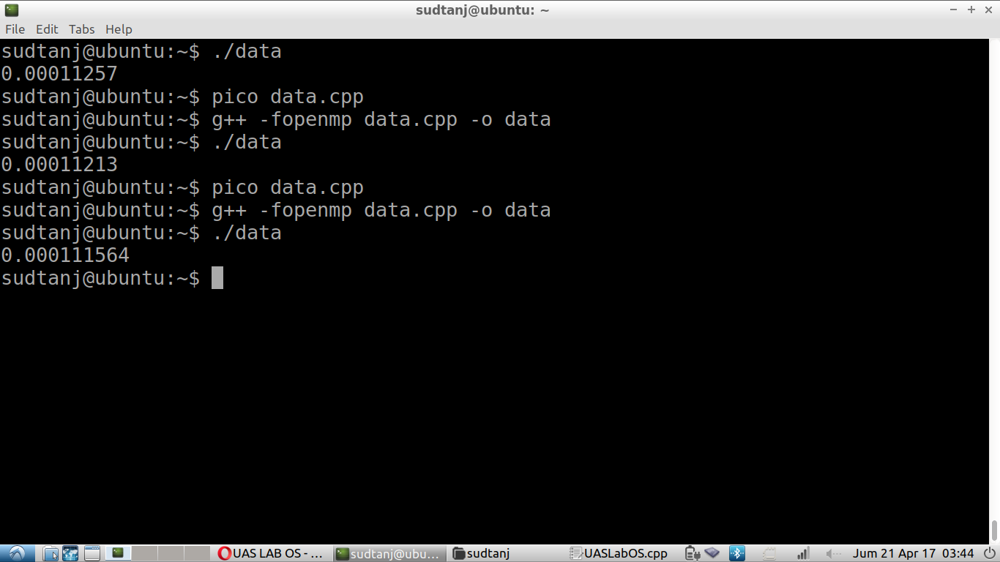 sudtanj@ubuntu: ~
File Edit Tabs Help
sudtanj@ubuntu:~$ ./data
0.00011257
sudtanj@ubuntu:~$ pico data.cpp
sudtanj@ubuntu:~$ g++ -fopenmp data.cpp -o data
sudtanj@ubuntu:~$ ./data
0.00011213
sudtanj@ubuntu:~$ pico data.cpp
sudtanj@ubuntu:~$ g++ -fopenmp data.cpp -o data
sudtanj@ubuntu:~$ ./data
0.000111564
sudtanj@ubuntu:~$
UAS LAB OS - ... sudtanj@ubu... sudtanj UASLabOS.cpp Jum 21 Apr 17 03:44